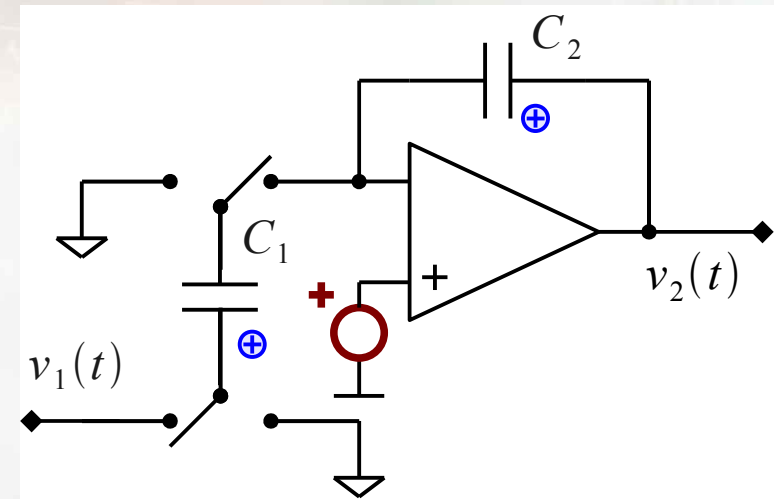 C₂
C₁
+
+
v₁(t)
v₂(t)